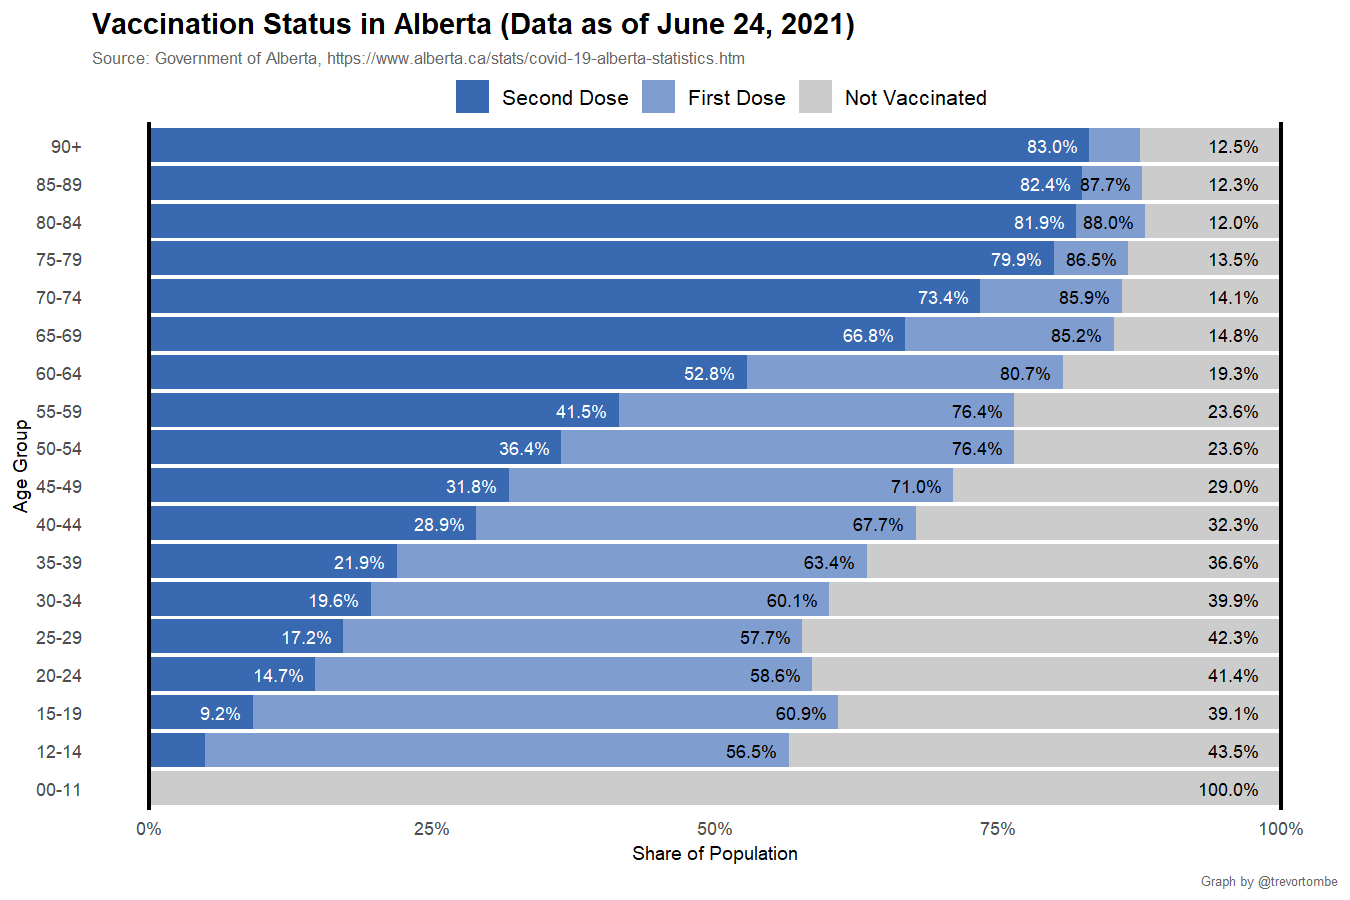 Vaccination Status in Alberta (Data as of June 24, 2021)
Source: Government of Alberta, https://www.alberta.ca/stats/covid-19-alberta-statistics.htm
Second Dose First Dose Not Vaccinated
90+ 83.0% 12.5%
85-89 82.4% 87.7% 12.3%
80-84 81.9% 88.0% 12.0%
75-79 79.9% 86.5% 13.5%
70-74 73.4% 85.9% 14.1%
65-69 66.8% 85.2% 14.8%
60-64 52.8% 80.7% 19.3%
55-59 41.5% 76.4% 23.6%
50-54 36.4% 76.4% 23.6%
Age Group
45-49 31.8% 71.0% 29.0%
40-44 28.9% 67.7% 32.3%
35-39 21.9% 63.4% 36.6%
30-34 19.6% 60.1% 39.9%
25-29 17.2% 57.7% 42.3%
20-24 14.7% 58.6% 41.4%
15-19 9.2% 60.9% 39.1%
12-14 56.5% 43.5%
00-11 100.0%
0% 25% 50% 75% 100%
Share of Population
Graph by @trevortombe